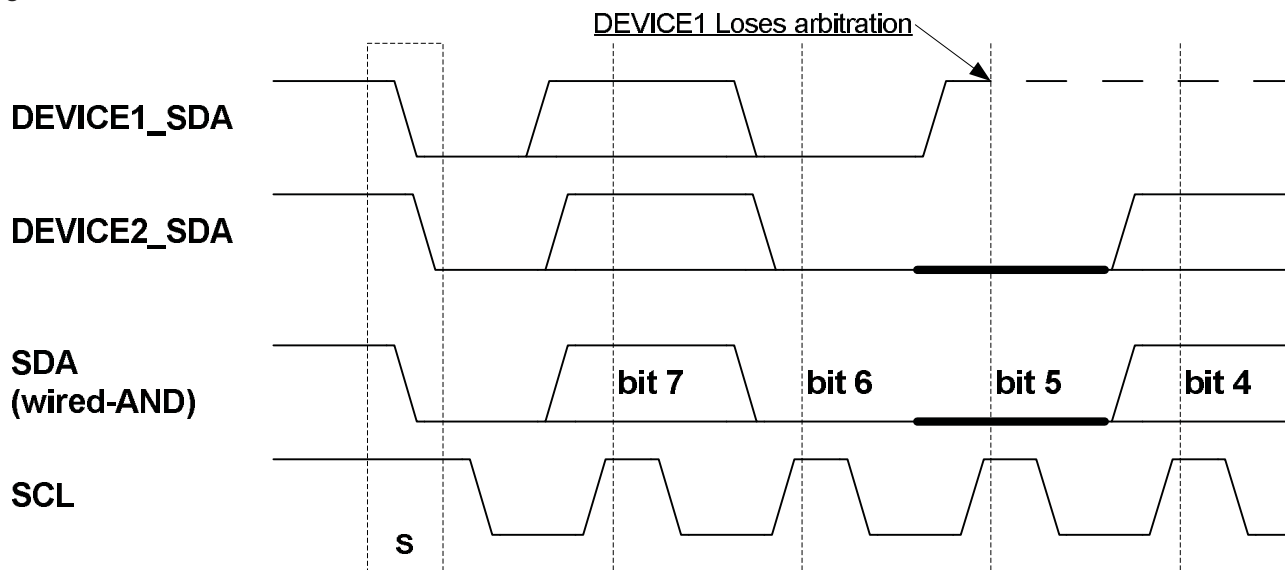 DEVICE1 Loses arbitration
DEVICE1_SDA
DEVICE2_SDA
SDA
(wired-AND)
bit 7 bit 6 bit 5 bit 4
SCL
S